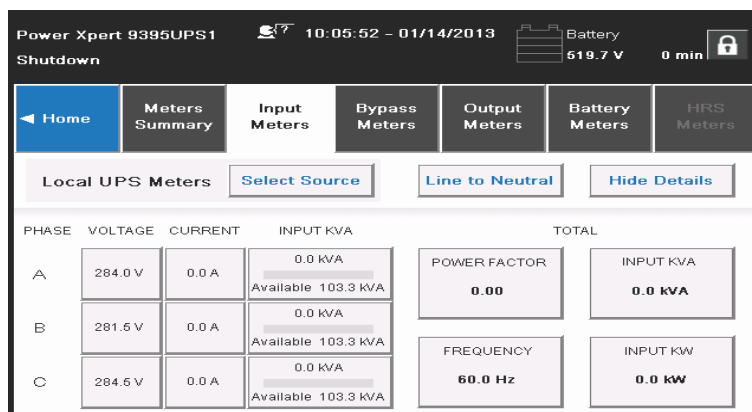 Power Xpert 9395UPS1
Shutdown
? 10:05:52 - 01/14/2013
Battery
519.7 V 0 min
Home
Meters Summary
Input Meters
Bypass Meters
Output Meters
Battery Meters
HRS Meters
Local UPS Meters
Select Source
Line to Neutral
Hide Details
PHASE VOLTAGE CURRENT INPUT KVA TOTAL
A 284.0 V 0.0 A 0.0 kVA
Available 103.3 kVA
B 281.5 V 0.0 A 0.0 kVA
Available 103.3 kVA
C 284.5 V 0.0 A 0.0 kVA
Available 103.3 kVA
POWER FACTOR
0.00
INPUT KVA
0.0 kVA
FREQUENCY
60.0 Hz
INPUT KW
0.0 kW